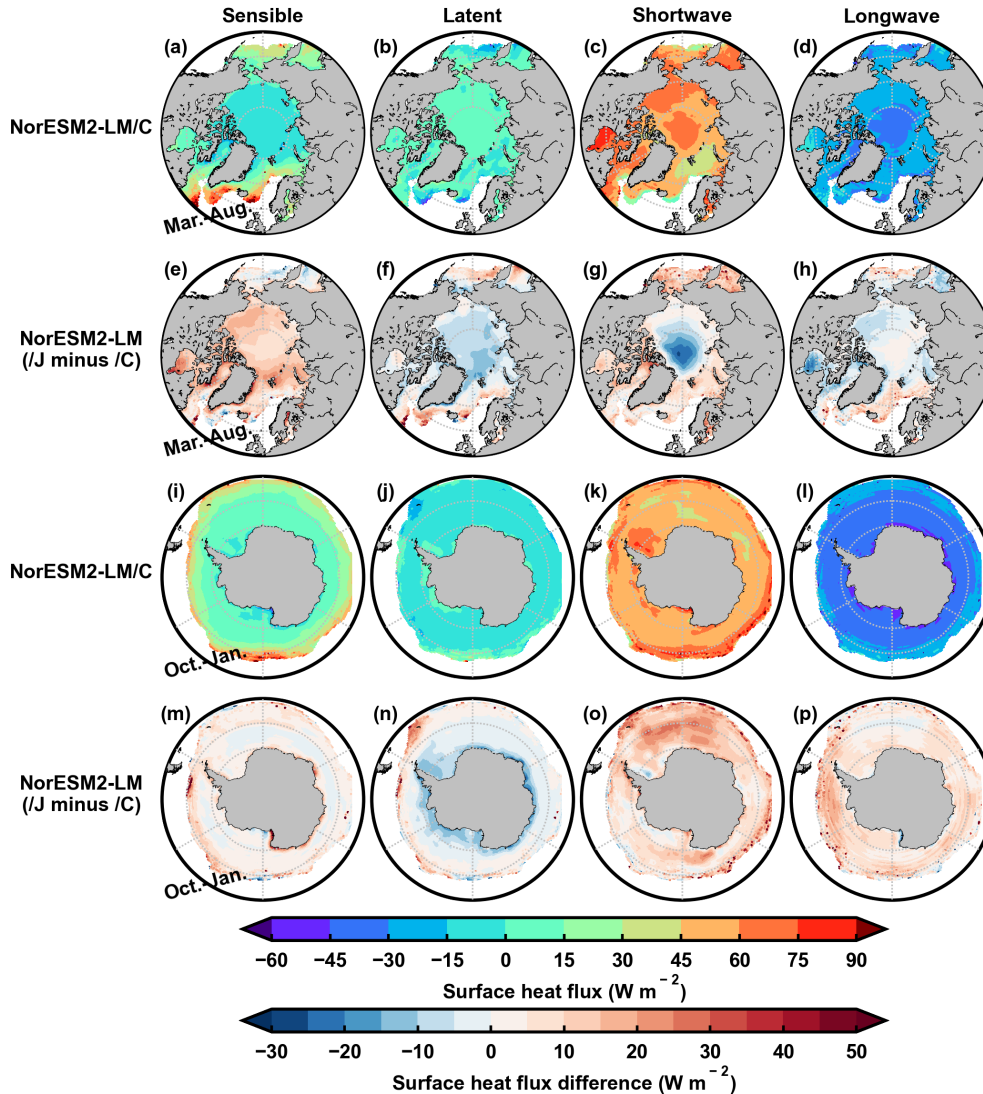 Sensible Latent Shortwave Longwave
(a) (b) (c) (d)
NorESM2-LM/C
Mar.-Aug.
(e) (f) (g) (h)
NorESM2-LM
(/J minus /C)
Mar.-Aug.
(i) (j) (k) (l)
NorESM2-LM/C
Oct.-Jan.
(m) (n) (o) (p)
NorESM2-LM
(/J minus /C)
Oct.-Jan.
−60 −45 −30 −15 0 15 30 45 60 75 90
Surface heat flux (W m⁻²)
−30 −20 −10 0 10 20 30 40 50
Surface heat flux difference (W m⁻²)